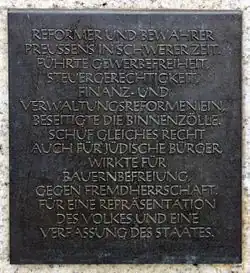 REFORMER UND BEWAHRER
PREUSSENS IN SCHWERER ZEIT.
FÜHRTE GEWERBEFREIHEIT,
STEUERGERECHTIGKEIT,
FINANZ- UND
VERWALTUNGSREFORMEN EIN.
BESEITIGTE DIE BINNENZÖLLE.
SCHUF GLEICHES RECHT
AUCH FÜR JÜDISCHE BÜRGER.
WIRKTE FÜR
BAUERNBEFREIUNG,
GEGEN FREMDHERRSCHAFT.
FÜR EINE REPRÄSENTATION
DES VOLKES UND EINE
VERFASSUNG DES STAATES.